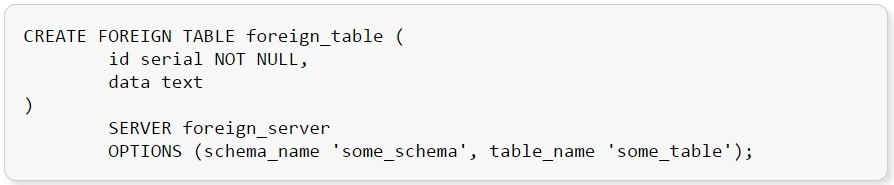 CREATE FOREIGN TABLE foreign_table (
        id serial NOT NULL,
        data text
)
        SERVER foreign_server
        OPTIONS (schema_name 'some_schema', table_name 'some_table');